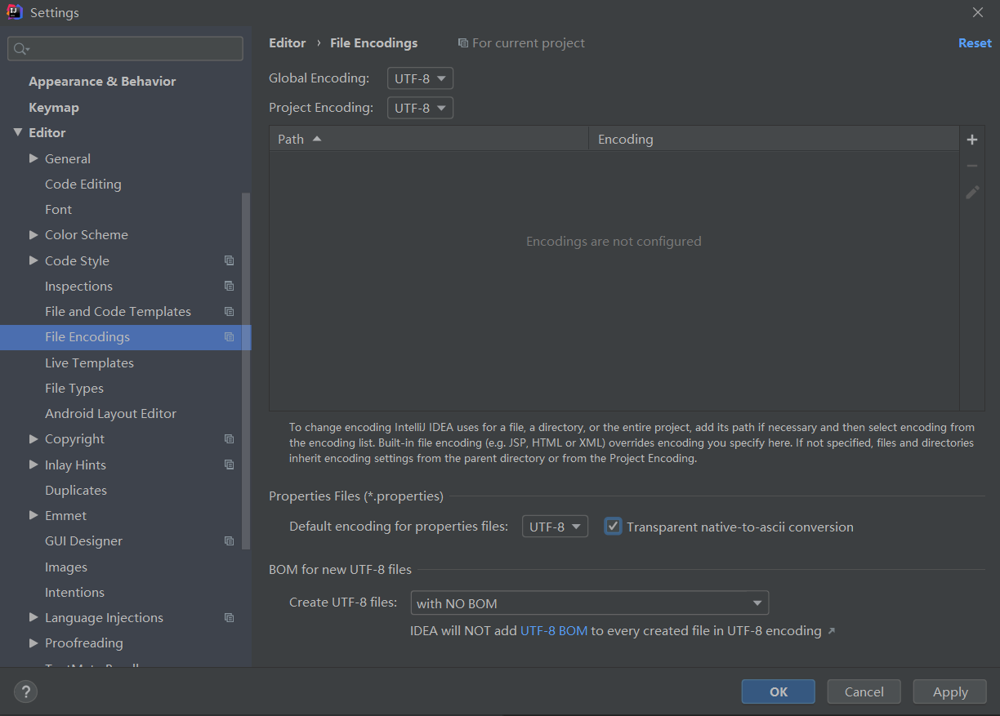 Settings
Appearance & Behavior
Keymap
Editor
General
Code Editing
Font
Color Scheme
Code Style
Inspections
File and Code Templates
File Encodings
Live Templates
File Types
Android Layout Editor
Copyright
Inlay Hints
Duplicates
Emmet
GUI Designer
Images
Intentions
Language Injections
Proofreading
Editor › File Encodings For current project Reset
Global Encoding: UTF-8
Project Encoding: UTF-8
Path Encoding
Encodings are not configured
To change encoding IntelliJ IDEA uses for a file, a directory, or the entire project, add its path if necessary and then select encoding from
the encoding list. Built-in file encoding (e.g. JSP, HTML or XML) overrides encoding you specify here. If not specified, files and directories
inherit encoding settings from the parent directory or from the Project Encoding.
Properties Files (*.properties)
Default encoding for properties files: UTF-8 Transparent native-to-ascii conversion
BOM for new UTF-8 files
Create UTF-8 files: with NO BOM
IDEA will NOT add UTF-8 BOM to every created file in UTF-8 encoding ↗
? OK Cancel Apply